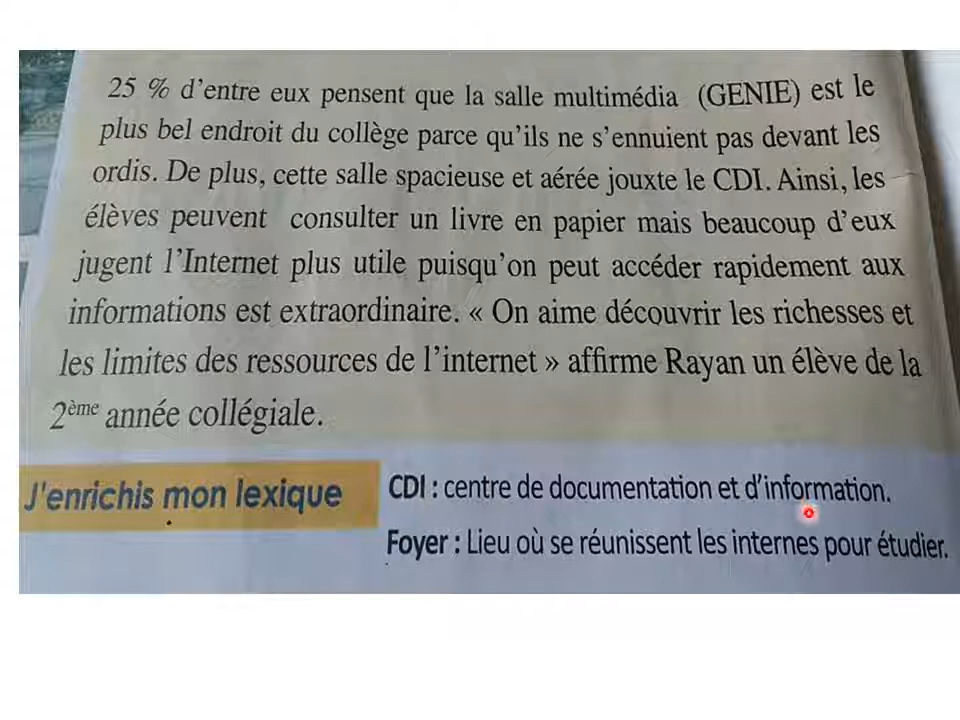 25 % d'entre eux pensent que la salle multimédia (GENIE) est le
plus bel endroit du collège parce qu'ils ne s'ennuient pas devant les
ordis. De plus, cette salle spacieuse et aérée jouxte le CDI. Ainsi, les
élèves peuvent consulter un livre en papier mais beaucoup d'eux
jugent l'Internet plus utile puisqu'on peut accéder rapidement aux
informations est extraordinaire. « On aime découvrir les richesses et
les limites des ressources de l'internet » affirme Rayan un élève de la
2ème année collégiale.
J'enrichis mon lexique
CDI : centre de documentation et d'information.
Foyer : Lieu où se réunissent les internes pour étudier.